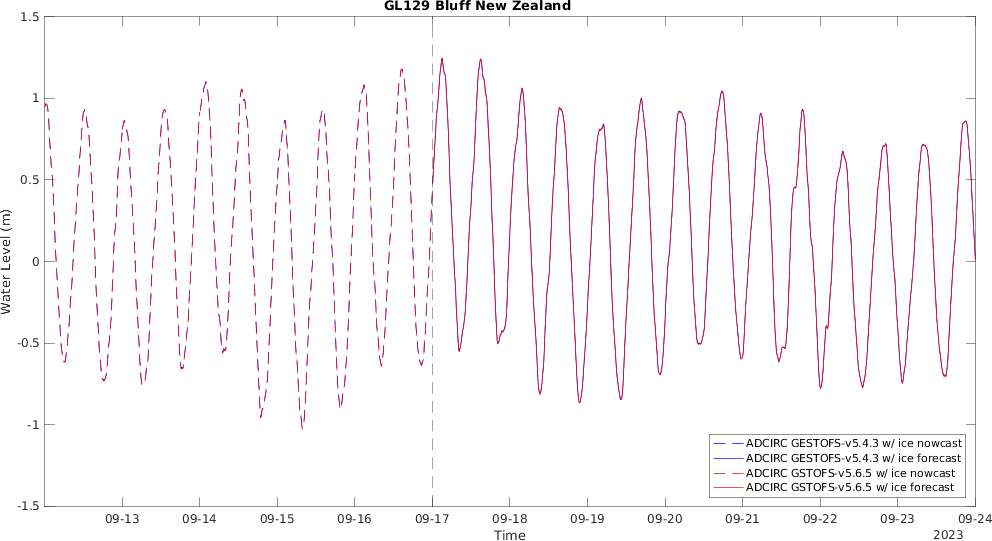 GL129 Bluff New Zealand
1.5
1
0.5
0
-0.5
-1
-1.5
Water Level (m)
ADCIRC GESTOFS-v5.4.3 w/ ice nowcast
ADCIRC GESTOFS-v5.4.3 w/ ice forecast
ADCIRC GSTOFS-v5.6.5 w/ ice nowcast
ADCIRC GSTOFS-v5.6.5 w/ ice forecast
09-13 09-14 09-15 09-16 09-17 09-18 09-19 09-20 09-21 09-22 09-23 09-24
Time
2023